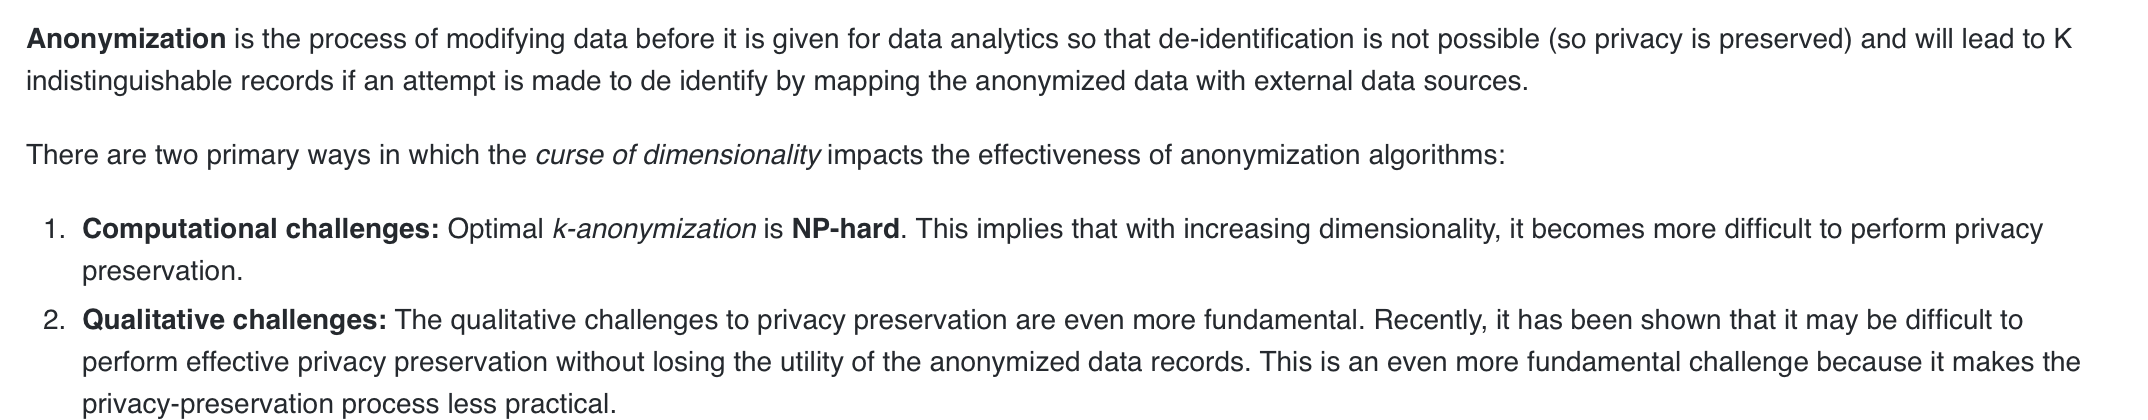 Anonymization is the process of modifying data before it is given for data analytics so that de-identification is not possible (so privacy is preserved) and will lead to K
indistinguishable records if an attempt is made to de identify by mapping the anonymized data with external data sources.
There are two primary ways in which the curse of dimensionality impacts the effectiveness of anonymization algorithms:
1. Computational challenges: Optimal k-anonymization is NP-hard. This implies that with increasing dimensionality, it becomes more difficult to perform privacy
preservation.
2. Qualitative challenges: The qualitative challenges to privacy preservation are even more fundamental. Recently, it has been shown that it may be difficult to
perform effective privacy preservation without losing the utility of the anonymized data records. This is an even more fundamental challenge because it makes the
privacy-preservation process less practical.